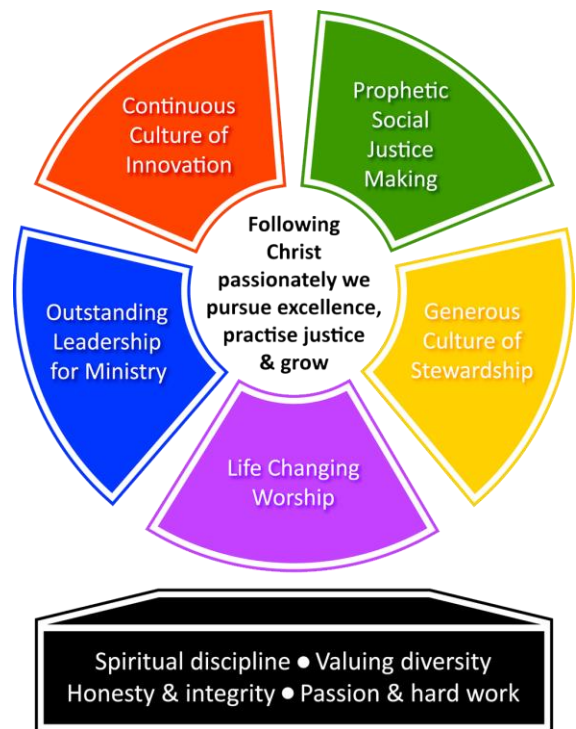 Continuous
Culture of
Innovation
Prophetic
Social
Justice
Making
Following
Christ
passionately we
pursue excellence,
practise justice
& grow
Outstanding
Leadership
for Ministry
Generous
Culture of
Stewardship
Life Changing
Worship
Spiritual discipline ● Valuing diversity
Honesty & integrity ● Passion & hard work